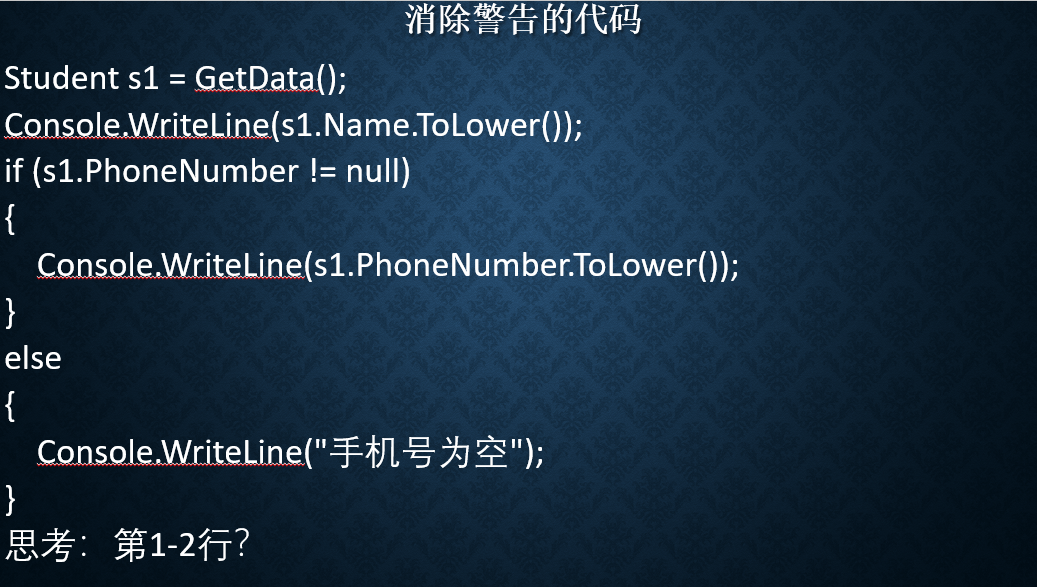 消除警告的代码
Student s1 = GetData();
Console.WriteLine(s1.Name.ToLower());
if (s1.PhoneNumber != null)
{
    Console.WriteLine(s1.PhoneNumber.ToLower());
}
else
{
    Console.WriteLine("手机号为空");
}
思考：第1-2行？